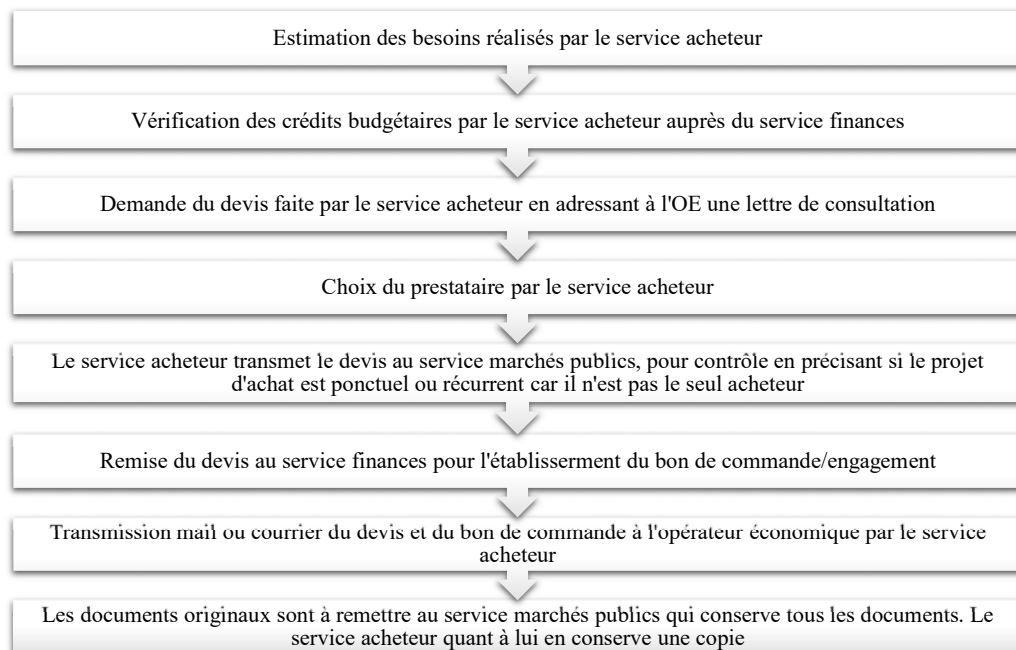 Estimation des besoins réalisés par le service acheteur
Vérification des crédits budgétaires par le service acheteur auprès du service finances
Demande du devis faite par le service acheteur en adressant à l'OE une lettre de consultation
Choix du prestataire par le service acheteur
Le service acheteur transmet le devis au service marchés publics, pour contrôle en précisant si le projet
d'achat est ponctuel ou récurrent car il n'est pas le seul acheteur
Remise du devis au service finances pour l'établisserment du bon de commande/engagement
Transmission mail ou courrier du devis et du bon de commande à l'opérateur économique par le service
acheteur
Les documents originaux sont à remettre au service marchés publics qui conserve tous les documents. Le
service acheteur quant à lui en conserve une copie